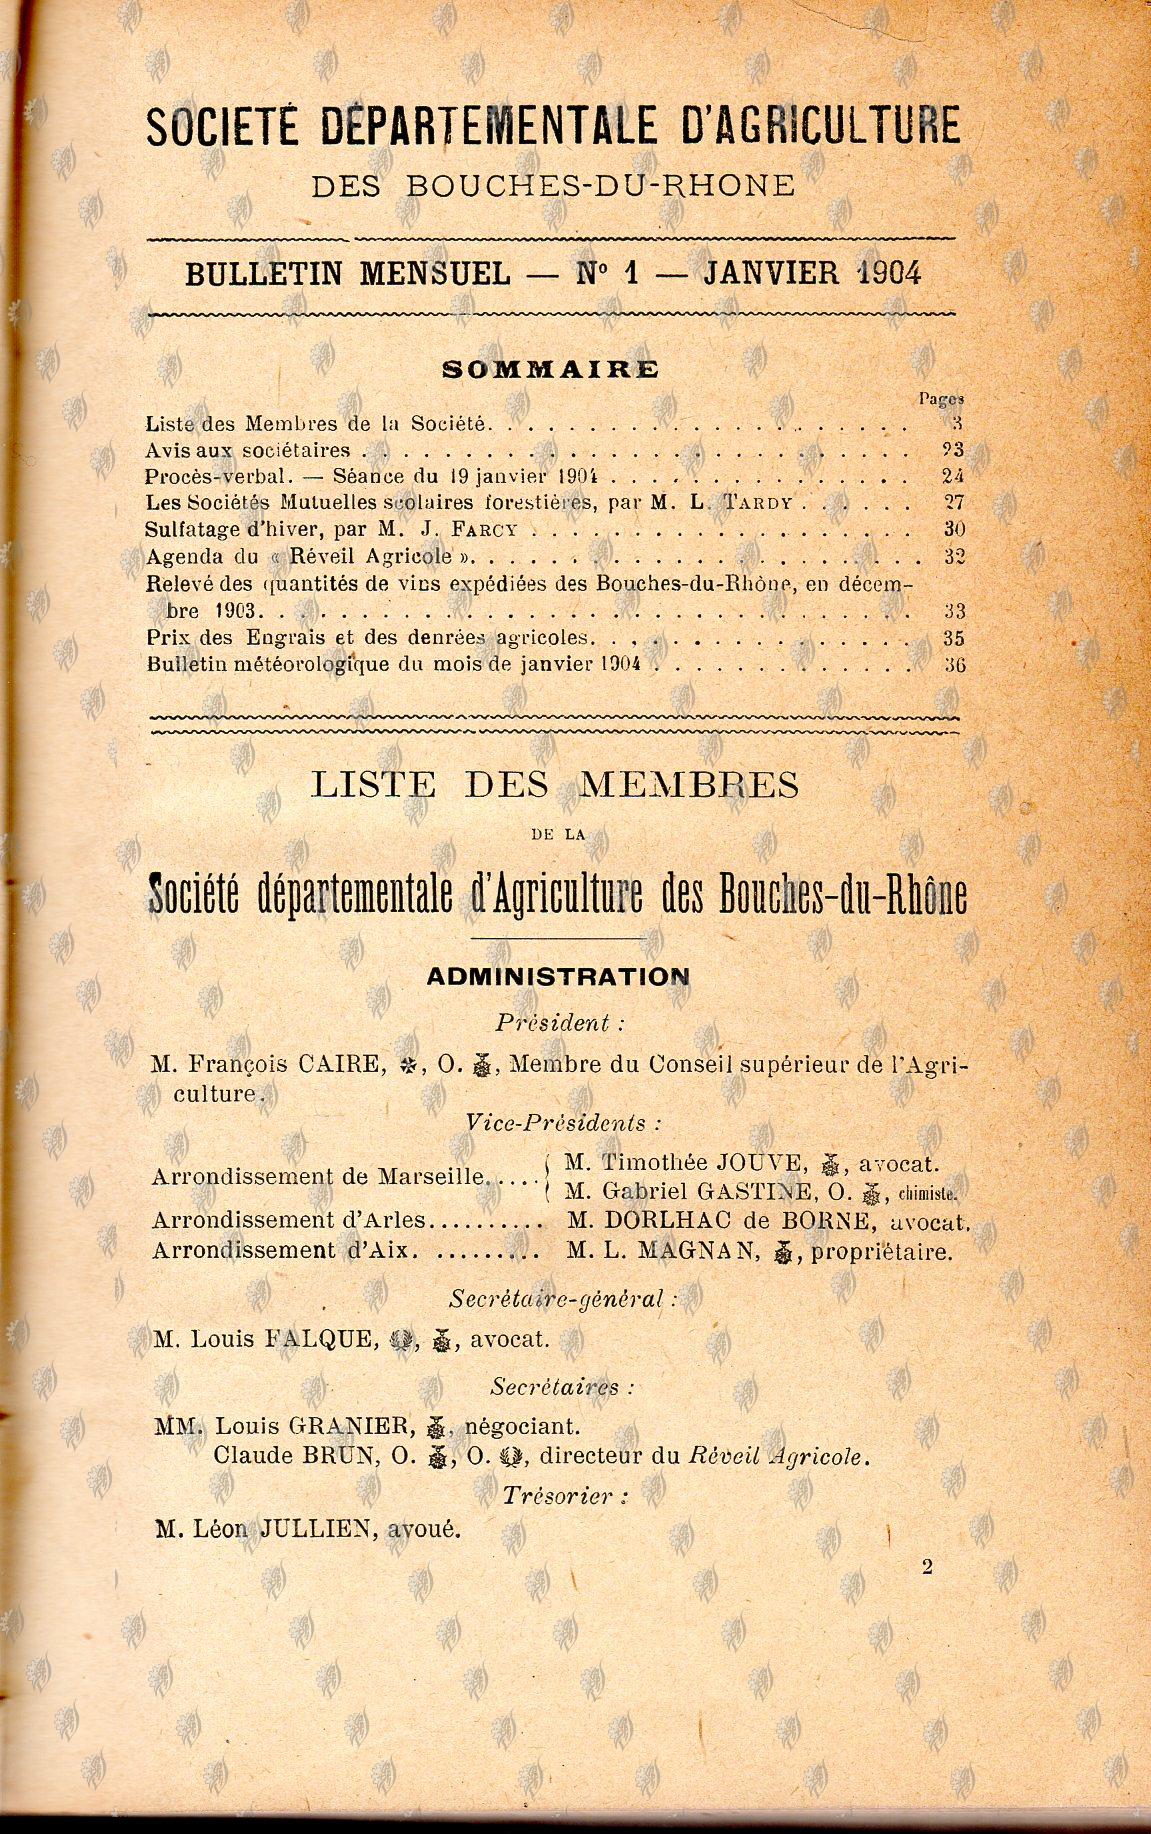 SOCIETÉ DÉPARTEMENTALE D'AGRICULTURE
DES BOUCHES-DU-RHONE
BULLETIN MENSUEL — N° 1 — JANVIER 1904
SOMMAIRE
Pages
Liste des Membres de la Société. . . . . . . . . . . . . . . . . . . 3
Avis aux sociétaires . . . . . . . . . . . . . . . . . . . . . . . . 23
Procès-verbal. — Séance du 19 janvier 1904 . . . . . . . . . . . . . . 24
Les Sociétés Mutuelles scolaires forestières, par M. L. TARDY . . . . . . 27
Sulfatage d'hiver, par M. J. FARCY . . . . . . . . . . . . . . . . . 30
Agenda du « Réveil Agricole ». . . . . . . . . . . . . . . . . . . . 32
Relevé des quantités de vins expédiées des Bouches-du-Rhône, en décem-
bre 1903. . . . . . . . . . . . . . . . . . . . . . . . . . . . 33
Prix des Engrais et des denrées agricoles. . . . . . . . . . . . . . . 35
Bulletin météorologique du mois de janvier 1904 . . . . . . . . . . . . 36
LISTE DES MEMBRES
DE LA
Société départementale d'Agriculture des Bouches-du-Rhône
ADMINISTRATION
Président :
M. François CAIRE, ✻, O. , Membre du Conseil supérieur de l'Agri-
culture.
Vice-Présidents :
Arrondissement de Marseille. . . . . { M. Timothée JOUVE, , avocat.
M. Gabriel GASTINE, O. , chimiste.
Arrondissement d'Arles.......... M. DORLHAC de BORNE, avocat.
Arrondissement d'Aix. ......... M. L. MAGNAN, , propriétaire.
Secrétaire-général :
M. Louis FALQUE, , , avocat.
Secrétaires :
MM. Louis GRANIER, , négociant.
Claude BRUN, O. , O. , directeur du Réveil Agricole.
Trésorier :
M. Léon JULLIEN, avoué.
2